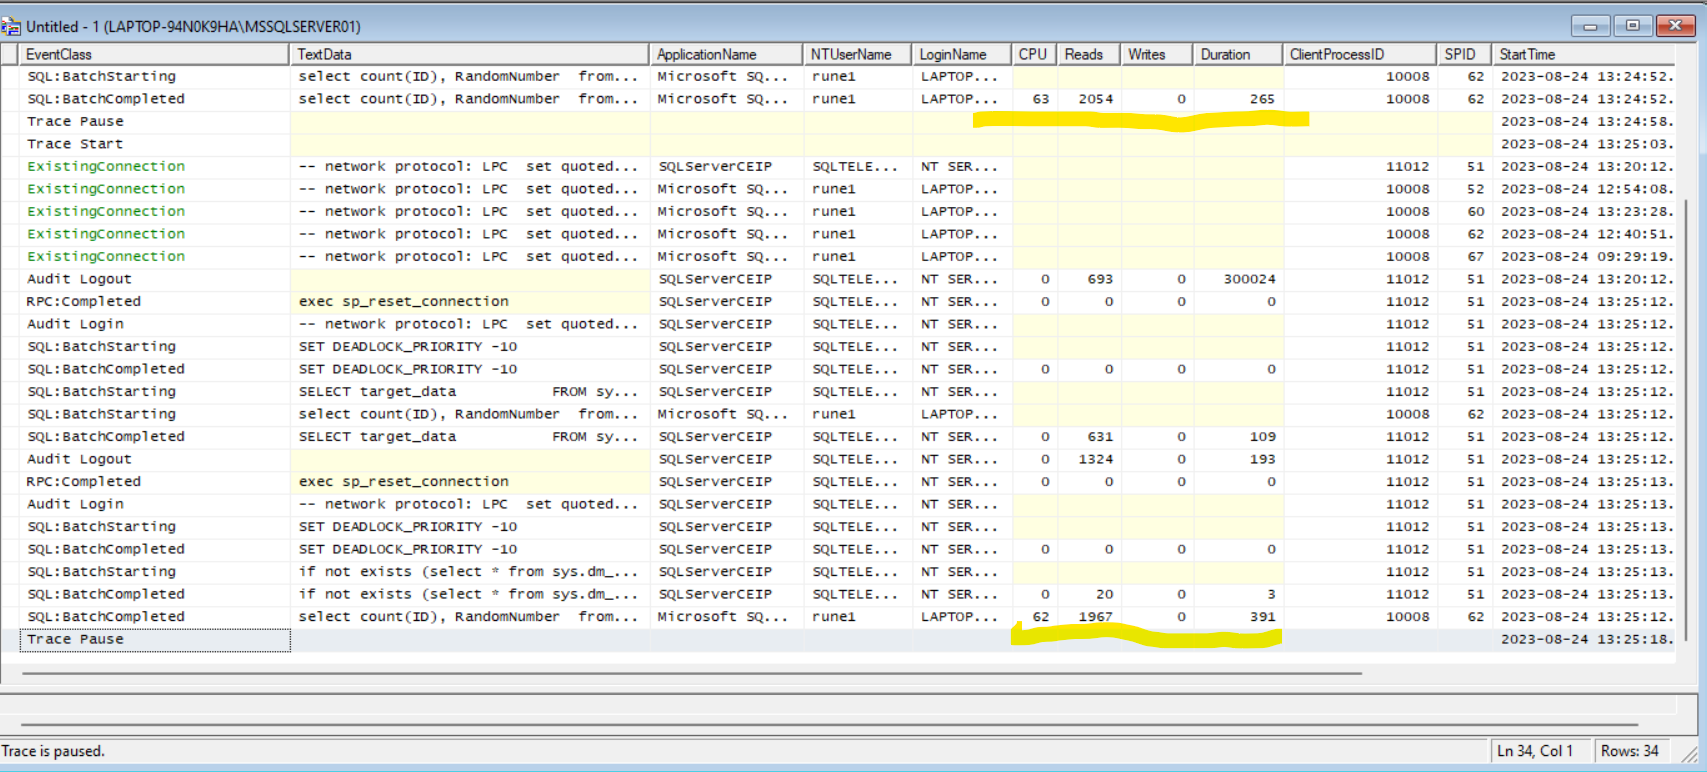 Untitled - 1 (LAPTOP-94N0K9HA\MSSQLSERVER01)
EventClass TextData ApplicationName NTUserName LoginName CPU Reads Writes Duration ClientProcessID SPID StartTime
SQL:BatchStarting select count(ID), RandomNumber from... Microsoft SQ... rune1 LAPTOP... 10008 62 2023-08-24 13:24:52.
SQL:BatchCompleted select count(ID), RandomNumber from... Microsoft SQ... rune1 LAPTOP... 63 2054 0 265 10008 62 2023-08-24 13:24:52.
Trace Pause 2023-08-24 13:24:58.
Trace Start 2023-08-24 13:25:03.
ExistingConnection -- network protocol: LPC set quoted... SQLServerCEIP SQLTELE... NT SER... 11012 51 2023-08-24 13:20:12.
ExistingConnection -- network protocol: LPC set quoted... Microsoft SQ... rune1 LAPTOP... 10008 52 2023-08-24 12:54:08.
ExistingConnection -- network protocol: LPC set quoted... Microsoft SQ... rune1 LAPTOP... 10008 60 2023-08-24 13:23:28.
ExistingConnection -- network protocol: LPC set quoted... Microsoft SQ... rune1 LAPTOP... 10008 62 2023-08-24 12:40:51.
ExistingConnection -- network protocol: LPC set quoted... Microsoft SQ... rune1 LAPTOP... 10008 67 2023-08-24 09:29:19.
Audit Logout SQLServerCEIP SQLTELE... NT SER... 0 693 0 300024 11012 51 2023-08-24 13:20:12.
RPC:Completed exec sp_reset_connection SQLServerCEIP SQLTELE... NT SER... 0 0 0 0 11012 51 2023-08-24 13:25:12.
Audit Login -- network protocol: LPC set quoted... SQLServerCEIP SQLTELE... NT SER... 11012 51 2023-08-24 13:25:12.
SQL:BatchStarting SET DEADLOCK_PRIORITY -10 SQLServerCEIP SQLTELE... NT SER... 11012 51 2023-08-24 13:25:12.
SQL:BatchCompleted SET DEADLOCK_PRIORITY -10 SQLServerCEIP SQLTELE... NT SER... 0 0 0 0 11012 51 2023-08-24 13:25:12.
SQL:BatchStarting SELECT target_data FROM sy... SQLServerCEIP SQLTELE... NT SER... 11012 51 2023-08-24 13:25:12.
SQL:BatchStarting select count(ID), RandomNumber from... Microsoft SQ... rune1 LAPTOP... 10008 62 2023-08-24 13:25:12.
SQL:BatchCompleted SELECT target_data FROM sy... SQLServerCEIP SQLTELE... NT SER... 0 631 0 109 11012 51 2023-08-24 13:25:12.
Audit Logout SQLServerCEIP SQLTELE... NT SER... 0 1324 0 193 11012 51 2023-08-24 13:25:12.
RPC:Completed exec sp_reset_connection SQLServerCEIP SQLTELE... NT SER... 0 0 0 0 11012 51 2023-08-24 13:25:13.
Audit Login -- network protocol: LPC set quoted... SQLServerCEIP SQLTELE... NT SER... 11012 51 2023-08-24 13:25:13.
SQL:BatchStarting SET DEADLOCK_PRIORITY -10 SQLServerCEIP SQLTELE... NT SER... 11012 51 2023-08-24 13:25:13.
SQL:BatchCompleted SET DEADLOCK_PRIORITY -10 SQLServerCEIP SQLTELE... NT SER... 0 0 0 0 11012 51 2023-08-24 13:25:13.
SQL:BatchStarting if not exists (select * from sys.dm_... SQLServerCEIP SQLTELE... NT SER... 11012 51 2023-08-24 13:25:13.
SQL:BatchCompleted if not exists (select * from sys.dm_... SQLServerCEIP SQLTELE... NT SER... 0 20 0 3 11012 51 2023-08-24 13:25:13.
SQL:BatchCompleted select count(ID), RandomNumber from... Microsoft SQ... rune1 LAPTOP... 62 1967 0 391 10008 62 2023-08-24 13:25:12.
Trace Pause 2023-08-24 13:25:18.
Trace is paused. Ln 34, Col 1 Rows: 34